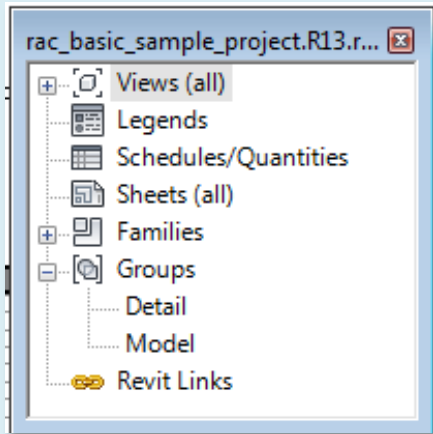 rac_basic_sample_project.R13.r...
Views (all)
Legends
Schedules/Quantities
Sheets (all)
Families
Groups
Detail
Model
Revit Links